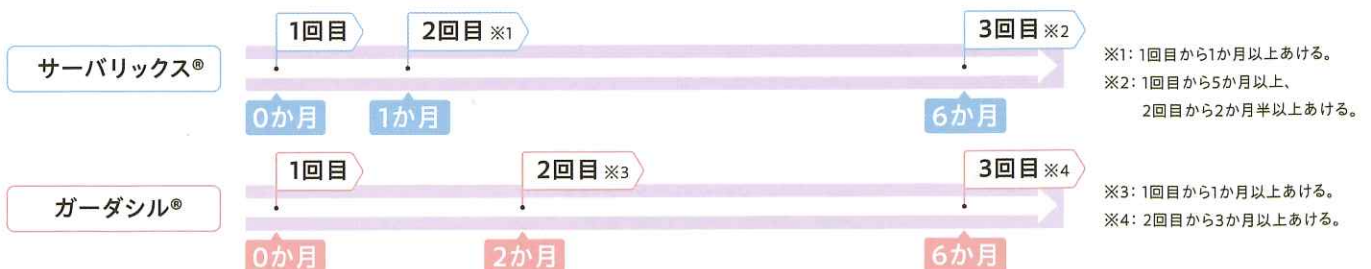 サーバリックス®
1回目
2回目 ※1
3回目 ※2
0か月
1か月
6か月
※1：1回目から1か月以上あける。
※2：1回目から5か月以上、
2回目から2か月半以上あける。
ガーダシル®
1回目
2回目 ※3
3回目 ※4
0か月
2か月
6か月
※3：1回目から1か月以上あける。
※4：2回目から3か月以上あける。